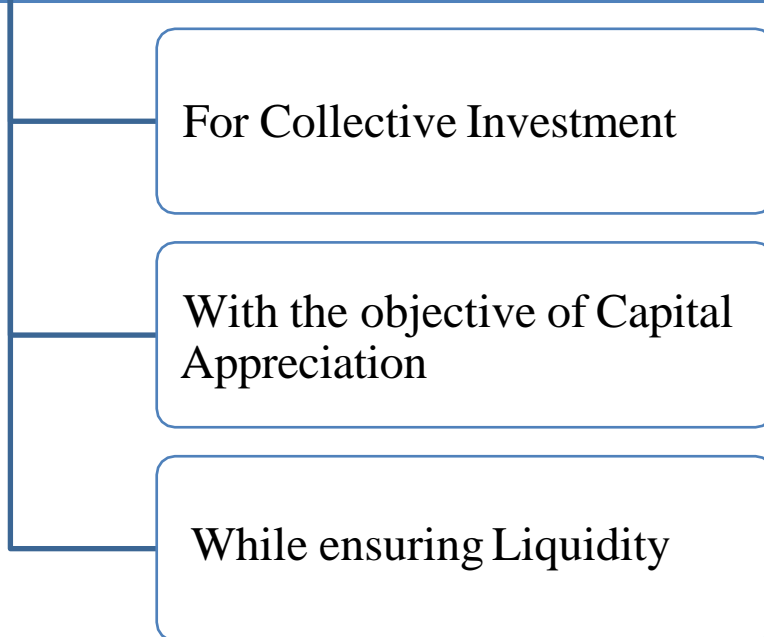 For Collective Investment
With the objective of Capital
Appreciation
While ensuring Liquidity